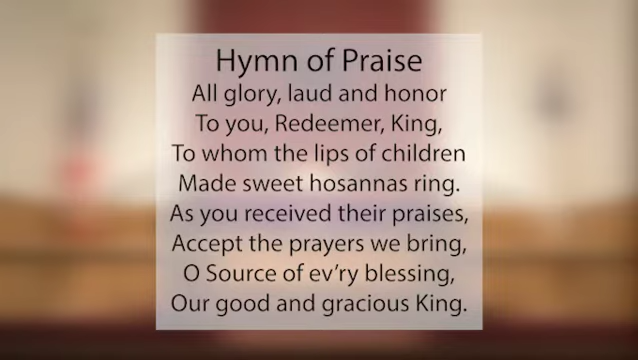 Hymn of Praise
All glory, laud and honor
To you, Redeemer, King,
To whom the lips of children
Made sweet hosannas ring.
As you received their praises,
Accept the prayers we bring,
O Source of ev'ry blessing,
Our good and gracious King.